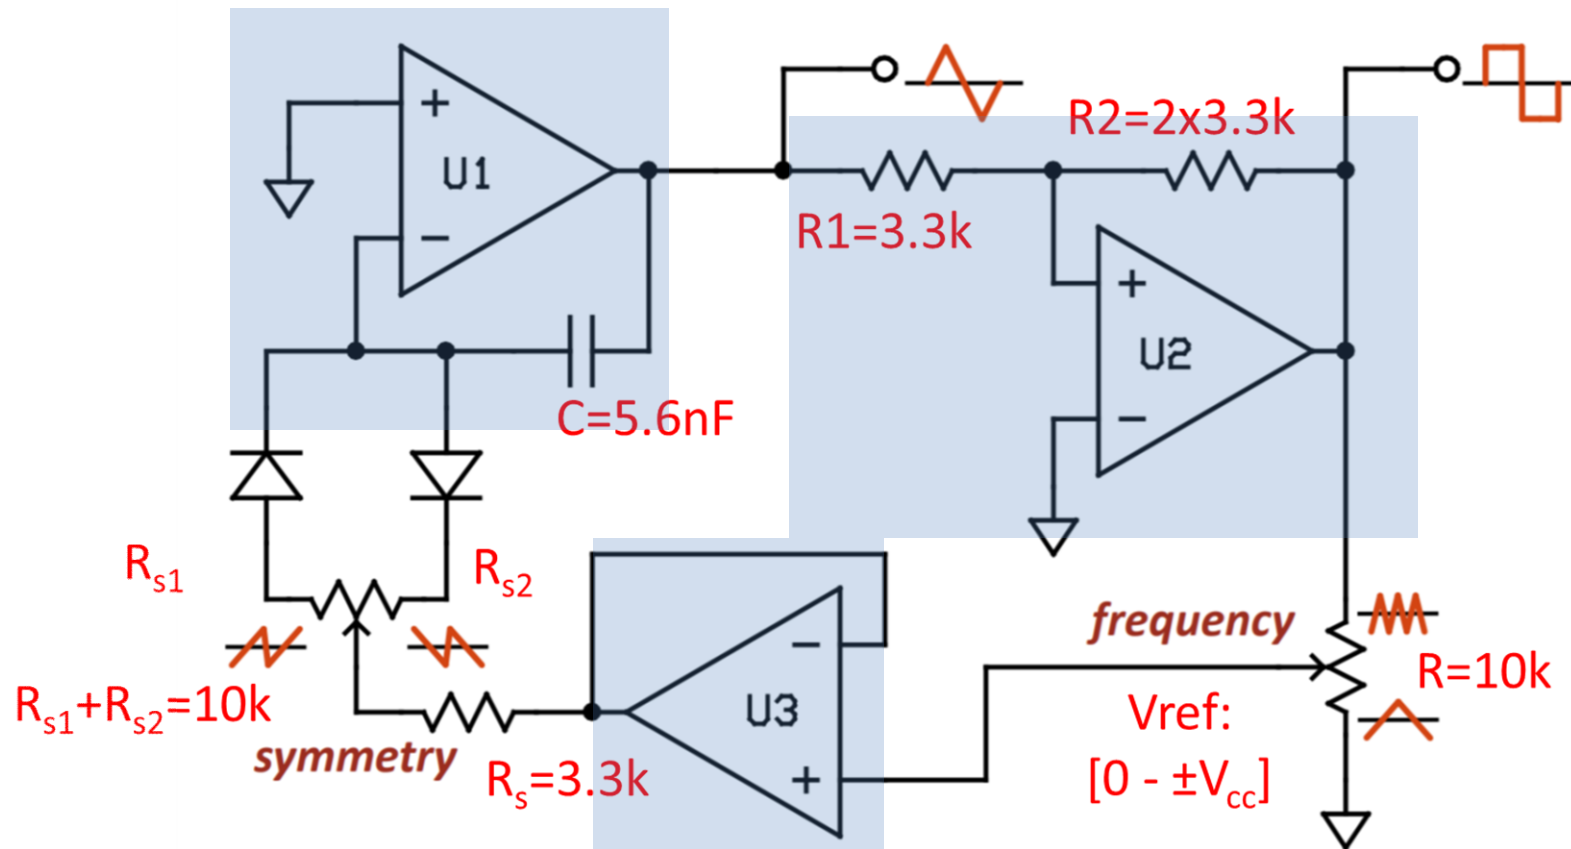 +
U1
−
R2=2x3.3k
R1=3.3k
+
U2
−
C=5.6nF
Rs1
Rs2
Rs1+Rs2=10k
symmetry
Rs=3.3k
−
U3
+
frequency
R=10k
Vref:
[0 - ±Vcc]